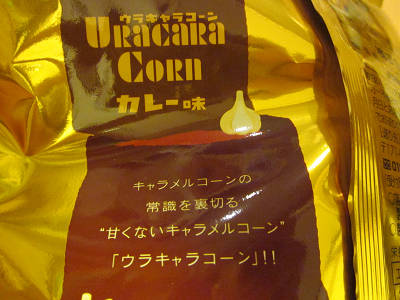 ウラキャラコーン
URACARA
CORN
カレー味
キャラメルコーンの
常識を裏切る
“甘くないキャラメルコーン”
「ウラキャラコーン」!!